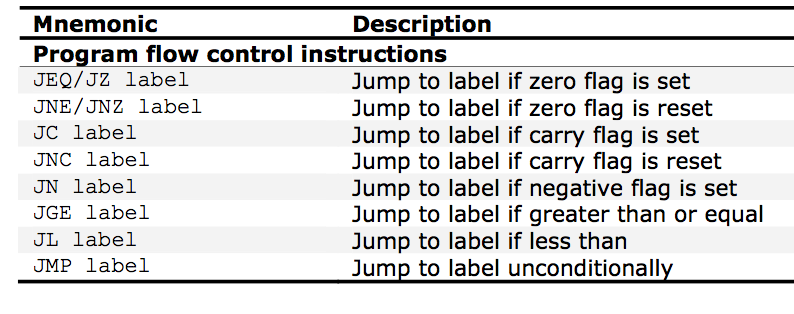 Mnemonic Description
Program flow control instructions
JEQ/JZ label Jump to label if zero flag is set
JNE/JNZ label Jump to label if zero flag is reset
JC label Jump to label if carry flag is set
JNC label Jump to label if carry flag is reset
JN label Jump to label if negative flag is set
JGE label Jump to label if greater than or equal
JL label Jump to label if less than
JMP label Jump to label unconditionally